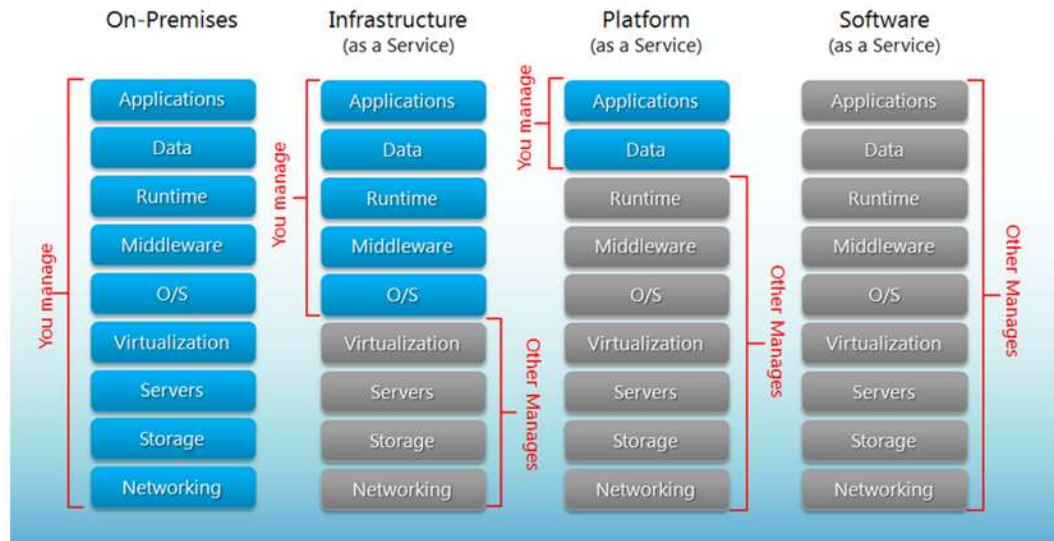 On-Premises
You manage
Applications
Data
Runtime
Middleware
O/S
Virtualization
Servers
Storage
Networking
Infrastructure
(as a Service)
You manage
Applications
Data
Runtime
Middleware
O/S
Virtualization
Servers
Storage
Networking
Other Manages
Platform
(as a Service)
You manage
Applications
Data
Runtime
Middleware
O/S
Virtualization
Servers
Storage
Networking
Other Manages
Software
(as a Service)
Applications
Data
Runtime
Middleware
O/S
Virtualization
Servers
Storage
Networking
Other Manages